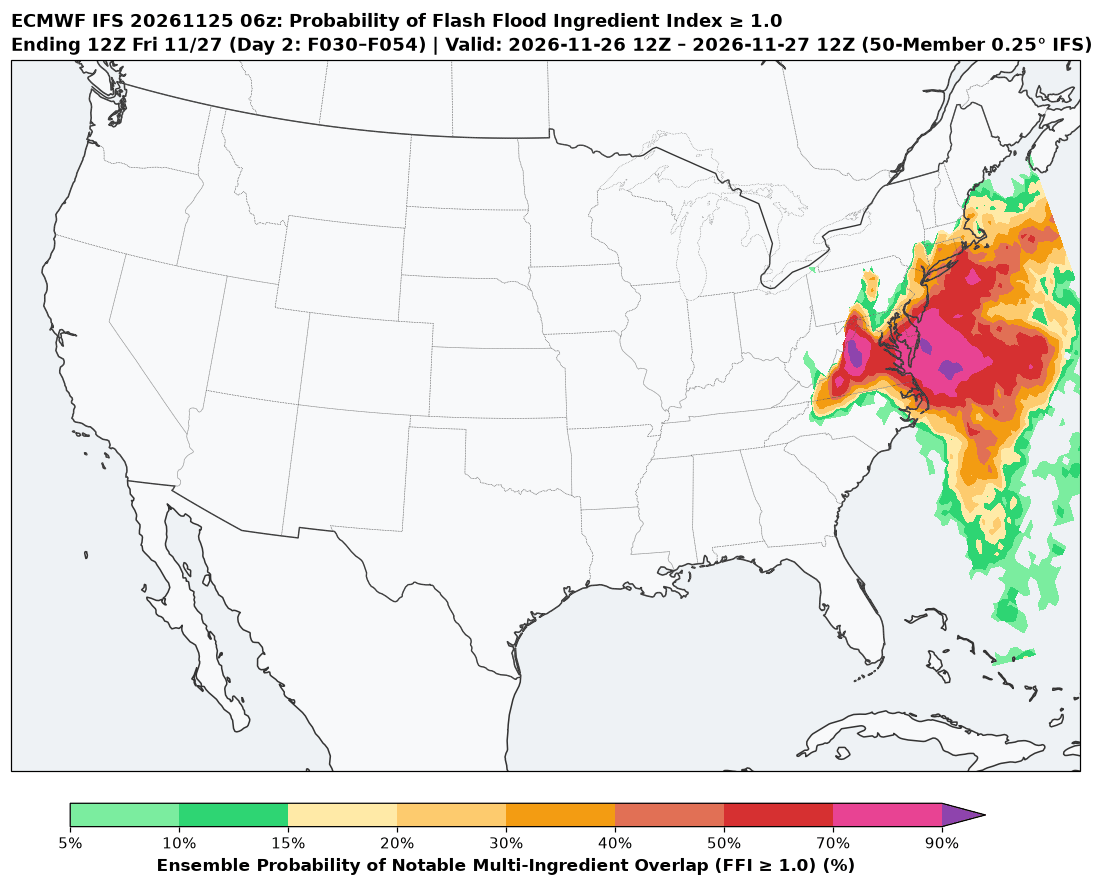 ECMWF IFS 20261125 06z: Probability of Flash Flood Ingredient Index ≥ 1.0
Ending 12Z Fri 11/27 (Day 2: F030–F054) | Valid: 2026-11-26 12Z – 2026-11-27 12Z (50-Member 0.25° IFS)
5% 10% 15% 20% 30% 40% 50% 70% 90%
Ensemble Probability of Notable Multi-Ingredient Overlap (FFI ≥ 1.0) (%)